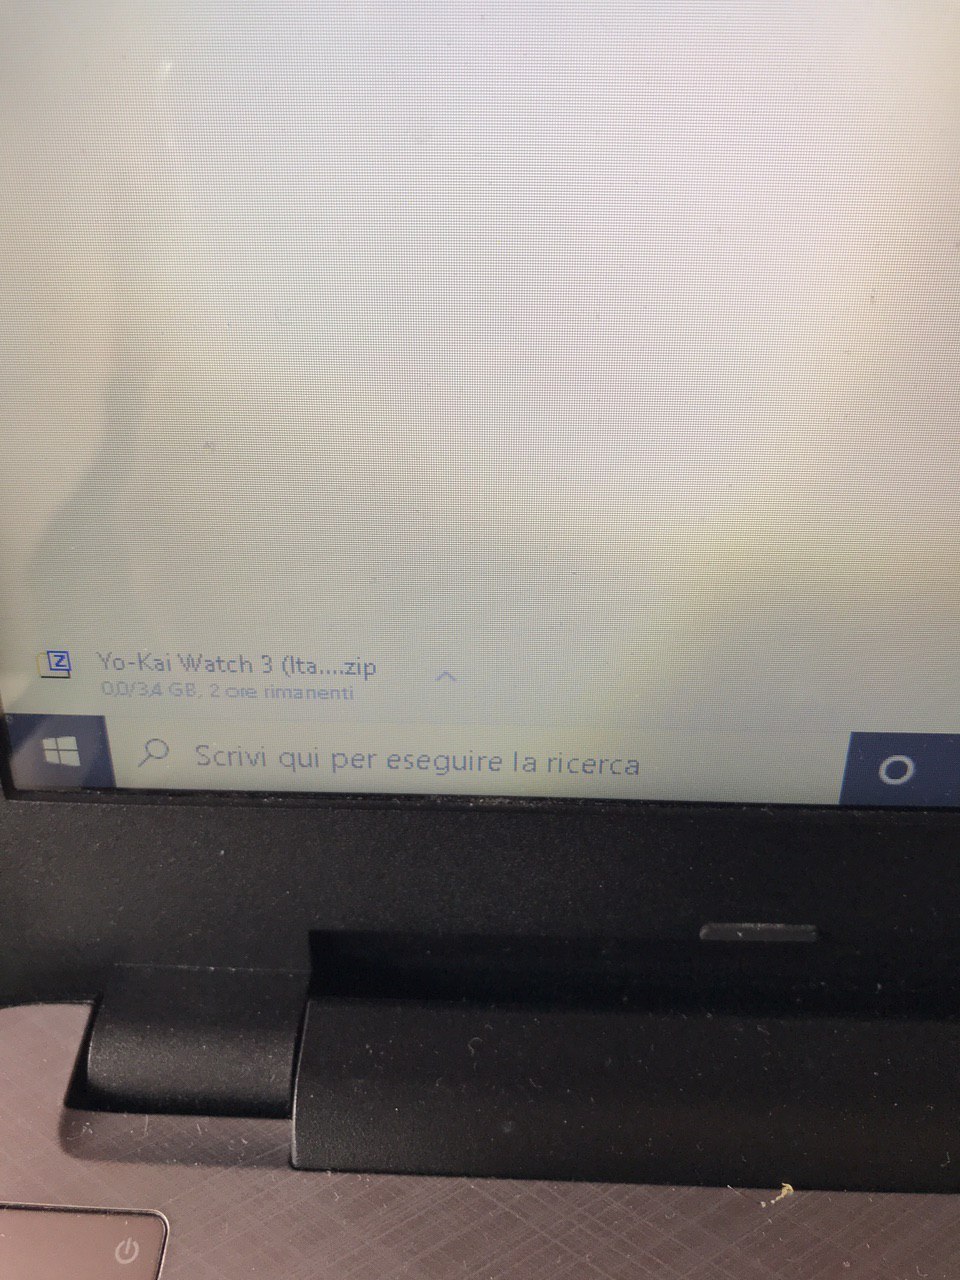 Yo-Kai Watch 3 (Ita....zip
0,0/3,4 GB, 2 ore rimanenti
Scrivi qui per eseguire la ricerca